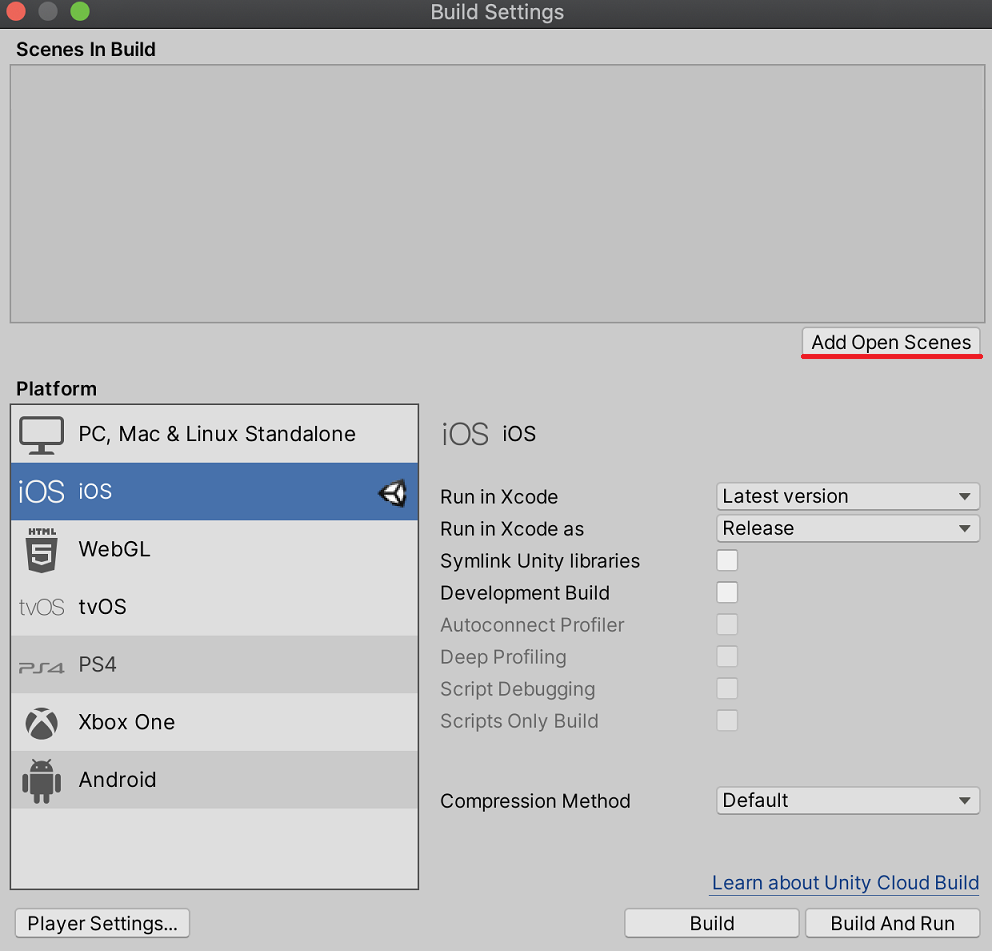 Build Settings
Scenes In Build
Add Open Scenes
Platform
PC, Mac & Linux Standalone
iOS iOS
HTML
5 WebGL
tvOS tvOS
PS4 PS4
Xbox One
Android
iOS iOS
Run in Xcode Latest version
Run in Xcode as Release
Symlink Unity libraries
Development Build
Autoconnect Profiler
Deep Profiling
Script Debugging
Scripts Only Build
Compression Method Default
Learn about Unity Cloud Build
Player Settings... Build Build And Run